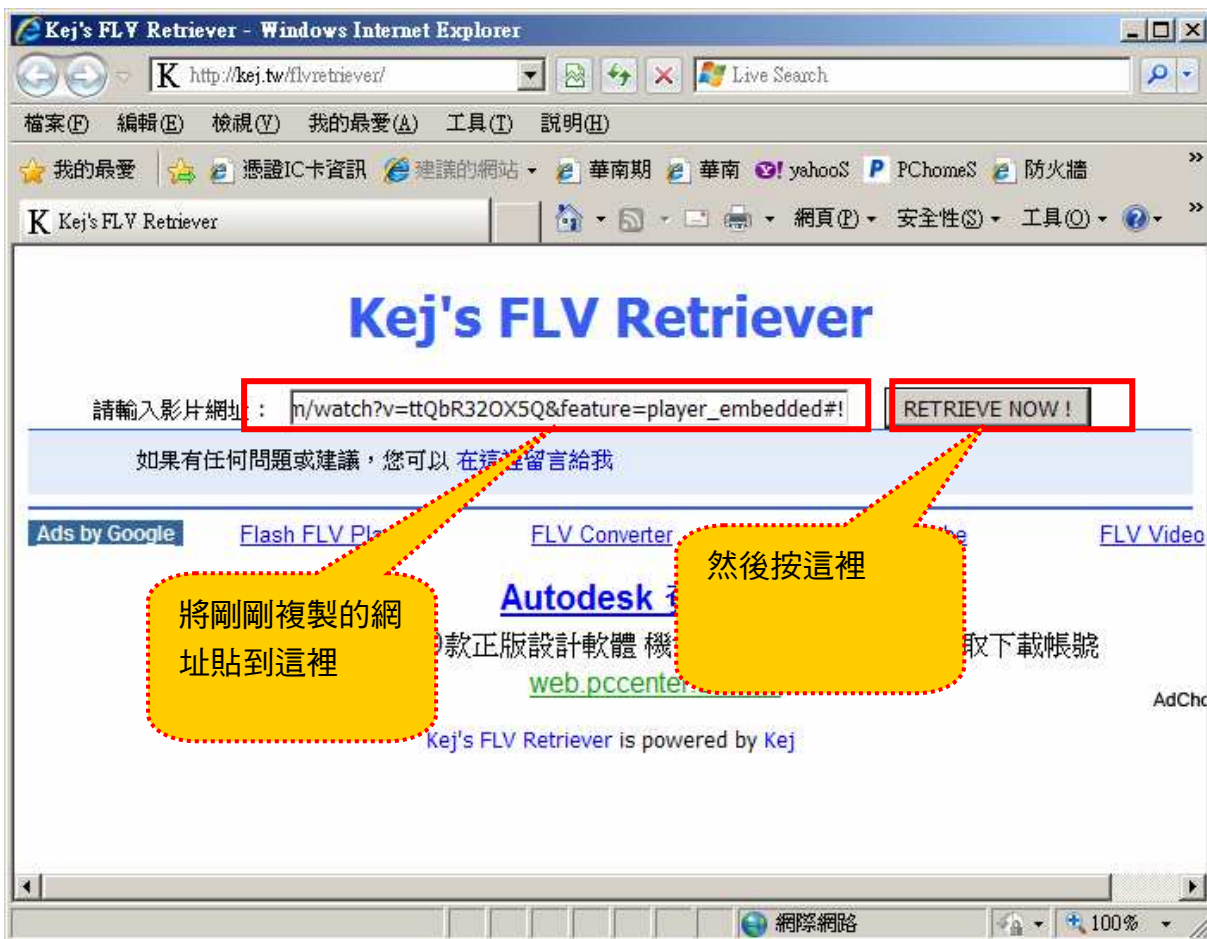 Kej's FLV Retriever - Windows Internet Explorer
K http://kej.tw/flvretriever/ Live Search
檔案(F) 編輯(E) 檢視(V) 我的最愛(A) 工具(T) 說明(H)
我的最愛 憑證IC卡資訊 建議的網站 華南期 華南 yahooS PChomeS 防火牆 »
K Kej's FLV Retriever 網頁(P) 安全性(S) 工具(O) »
Kej's FLV Retriever
請輸入影片網址： n/watch?v=ttQbR32OX5Q&feature=player_embedded#! RETRIEVE NOW !
如果有任何問題或建議，您可以 在這裡留言給我
Ads by Google Flash FLV FLV Converter FLV Video
然後按這裡
將剛剛複製的網
址貼到這裡
Autodesk
款正版設計軟體 機 取下載帳號
web.pccenter
AdCho
Kej's FLV Retriever is powered by Kej
網際網路 100%